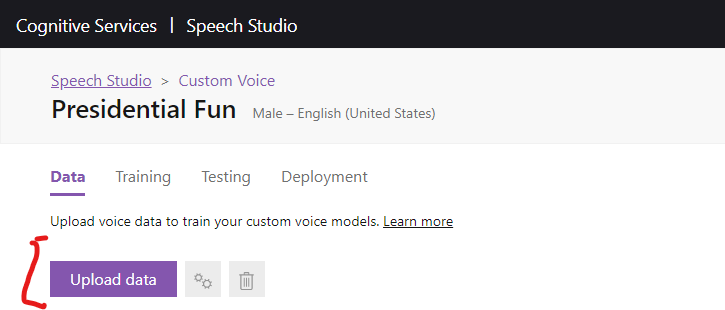 Cognitive Services | Speech Studio
Speech Studio > Custom Voice
Presidential Fun Male – English (United States)
Data Training Testing Deployment
Upload voice data to train your custom voice models. Learn more
Upload data